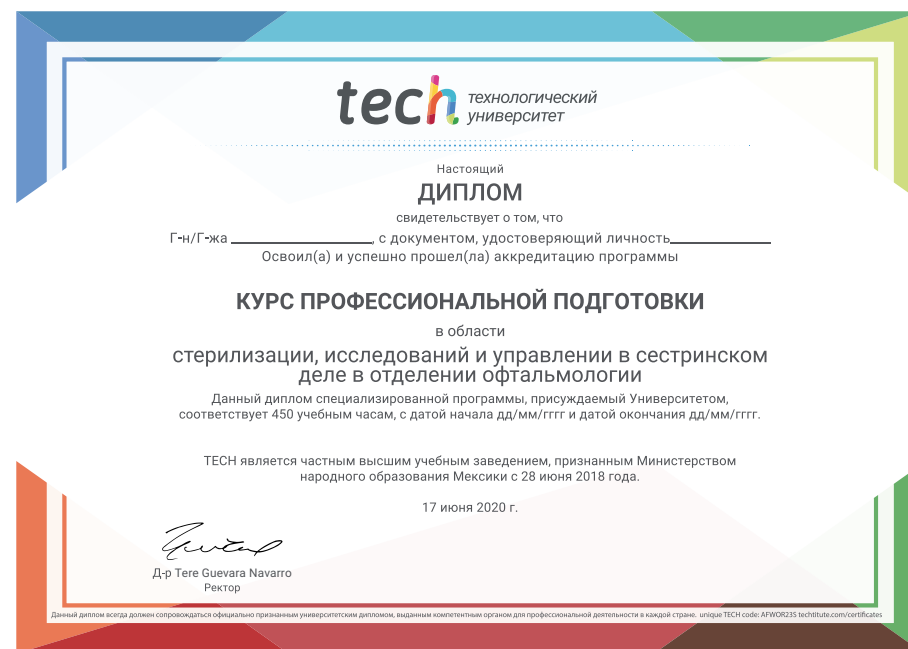 tech технологический
университет
Настоящий
ДИПЛОМ
свидетельствует о том, что
Г-н/Г-жа ____________________, с документом, удостоверяющий личность______________
Освоил(а) и успешно прошел(ла) аккредитацию программы
КУРС ПРОФЕССИОНАЛЬНОЙ ПОДГОТОВКИ
в области
стерилизации, исследований и управлении в сестринском
деле в отделении офтальмологии
Данный диплом специализированной программы, присуждаемый Университетом,
соответствует 450 учебным часам, с датой начала дд/мм/гггг и датой окончания дд/мм/гггг.
TECH является частным высшим учебным заведением, признанным Министерством
народного образования Мексики с 28 июня 2018 года.
17 июня 2020 г.
Д-р Tere Guevara Navarro
Ректор
Данный диплом всегда должен сопровождаться официально признанным университетским дипломом, выданным компетентным органом для профессиональной деятельности в каждой стране. unique TECH code: AFWOR23S techtitute.com/certificates